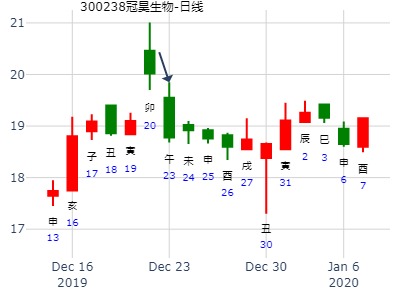 300238冠昊生物-日线
21
20
19
18
17
申
13
亥
16
子
17
丑
18
寅
19
卯
20
午
23
未
24
申
25
酉
26
戌
27
丑
30
寅
31
辰
2
巳
3
申
6
酉
7
Dec 16
2019
Dec 23
Dec 30
Jan 6
2020